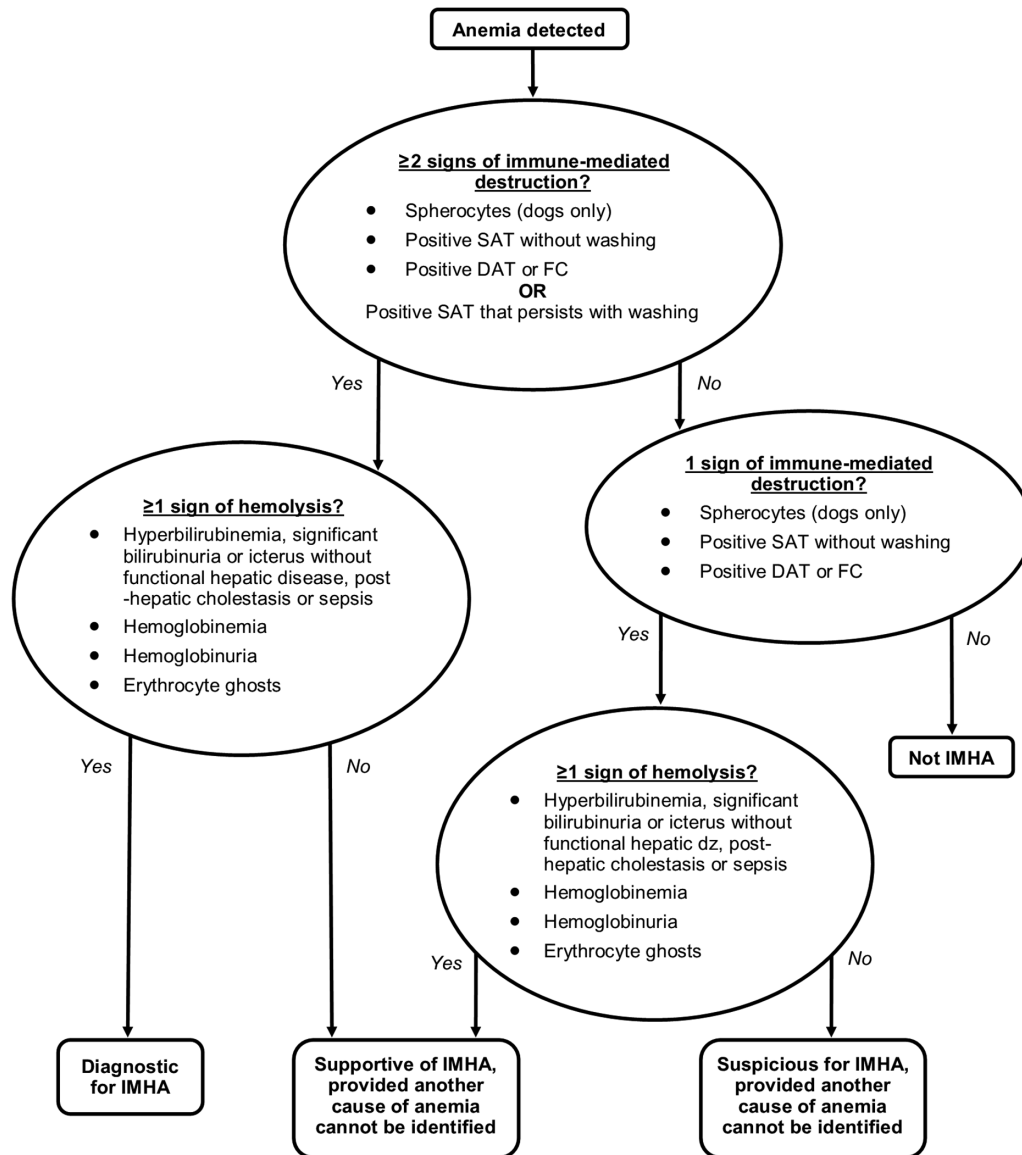 Anemia detected
≥2 signs of immune-mediated
destruction?
● Spherocytes (dogs only)
● Positive SAT without washing
● Positive DAT or FC
OR
Positive SAT that persists with washing
Yes
No
≥1 sign of hemolysis?
● Hyperbilirubinemia, significant
bilirubinuria or icterus without
functional hepatic disease, post
-hepatic cholestasis or sepsis
● Hemoglobinemia
● Hemoglobinuria
● Erythrocyte ghosts
1 sign of immune-mediated
destruction?
● Spherocytes (dogs only)
● Positive SAT without washing
● Positive DAT or FC
Yes
No
Yes
No
≥1 sign of hemolysis?
● Hyperbilirubinemia, significant
bilirubinuria or icterus without
functional hepatic dz, post-
hepatic cholestasis or sepsis
● Hemoglobinemia
● Hemoglobinuria
● Erythrocyte ghosts
Not IMHA
Yes
No
Diagnostic
for IMHA
Supportive of IMHA,
provided another
cause of anemia
cannot be identified
Suspicious for IMHA,
provided another
cause of anemia
cannot be identified